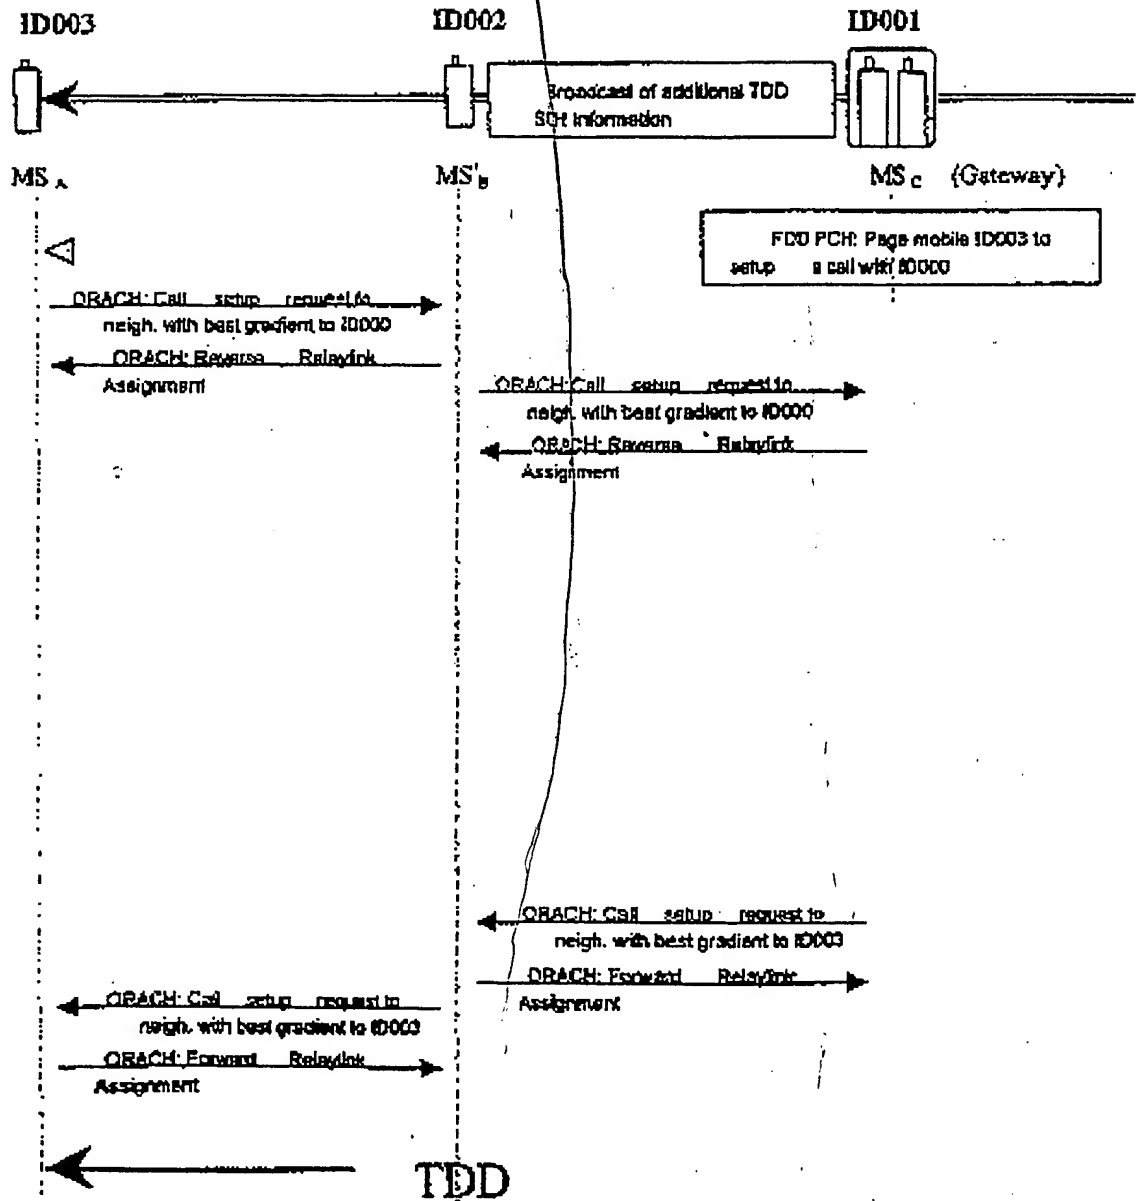 ID003
ID002
ID001
Broadcast of additional TDD
SCH Information
MS A
MS'B
MS C (Gateway)
FDD PCH: Page mobile ID003 to
setup a call with ID000
ORACH: Call setup request to
neigh. with best gradient to ID000
ORACH: Reverse Relaylink
Assignment
ORACH: Call setup request to
neigh. with best gradient to ID000
ORACH: Reverse Relaylink
Assignment
ORACH: Call setup request to
neigh. with best gradient to ID003
ORACH: Forward Relaylink
Assignment
ORACH: Call setup request to
neigh. with best gradient to ID003
ORACH: Forward Relaylink
Assignment
TDD